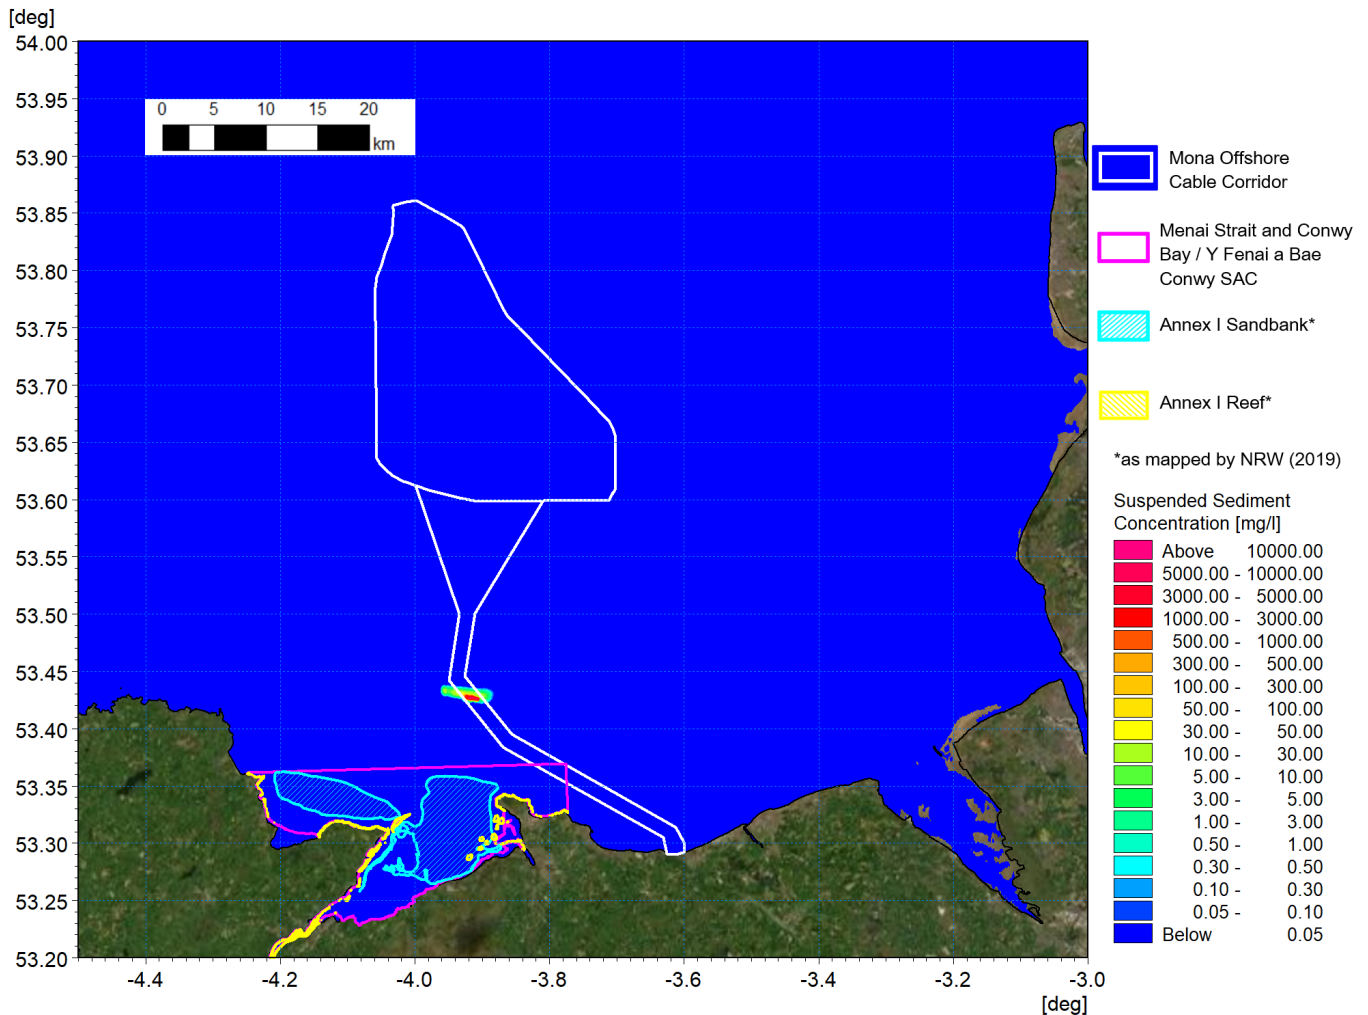 [deg]
54.00
53.95
53.90
53.85
53.80
53.75
53.70
53.65
53.60
53.55
53.50
53.45
53.40
53.35
53.30
53.25
53.20
0 5 10 15 20
km
-4.4 -4.2 -4.0 -3.8 -3.6 -3.4 -3.2 -3.0
[deg]
Mona Offshore
Cable Corridor
Menai Strait and Conwy
Bay / Y Fenai a Bae
Conwy SAC
Annex I Sandbank*
Annex I Reef*
*as mapped by NRW (2019)
Suspended Sediment
Concentration [mg/l]
Above 10000.00
5000.00 - 10000.00
3000.00 - 5000.00
1000.00 - 3000.00
500.00 - 1000.00
300.00 - 500.00
100.00 - 300.00
50.00 - 100.00
30.00 - 50.00
10.00 - 30.00
5.00 - 10.00
3.00 - 5.00
1.00 - 3.00
0.50 - 1.00
0.30 - 0.50
0.10 - 0.30
0.05 - 0.10
Below 0.05